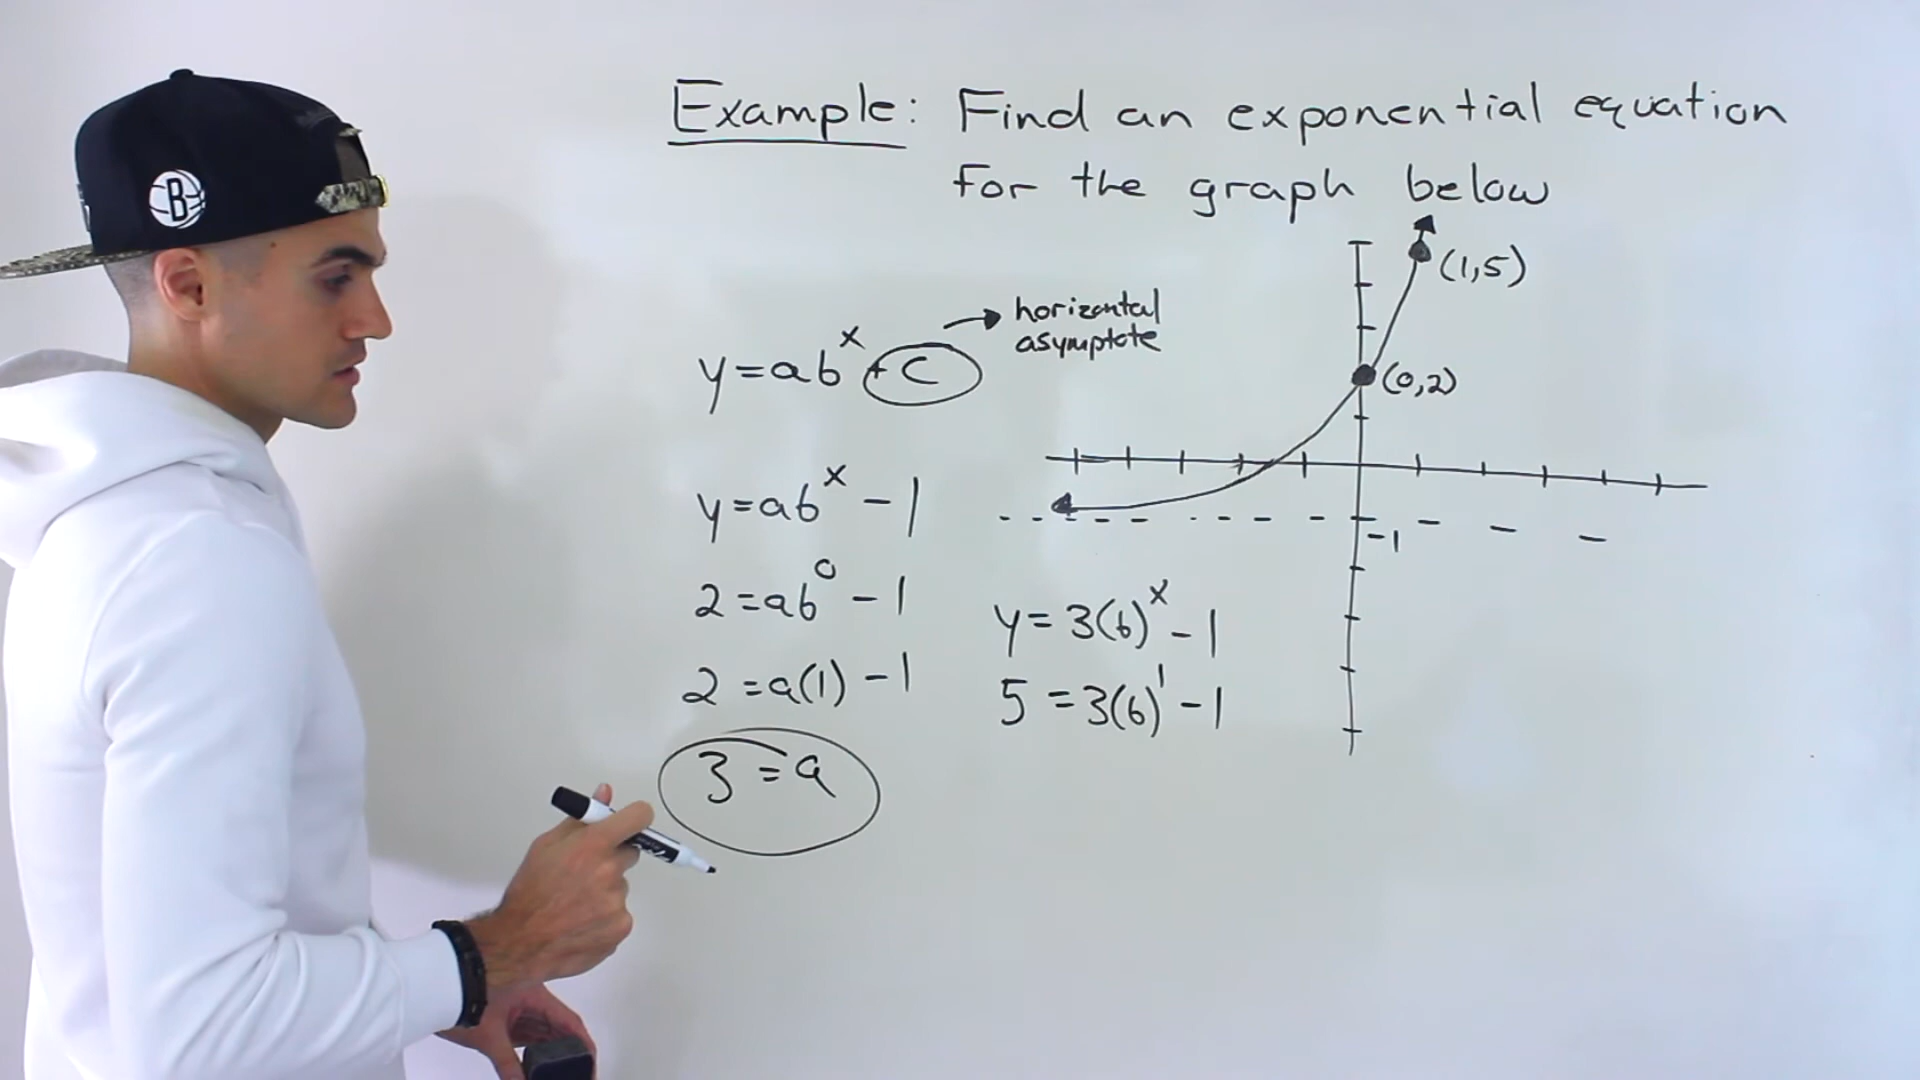 Example: Find an exponential equation
for the graph below
(1,5)
horizontal
asymptote
y=ab^x + c
(0,2)
y=ab^x - 1
-1
2=ab^0 - 1
y=3(b)^x - 1
2=a(1) - 1
5=3(b)^1 - 1
3=a
B